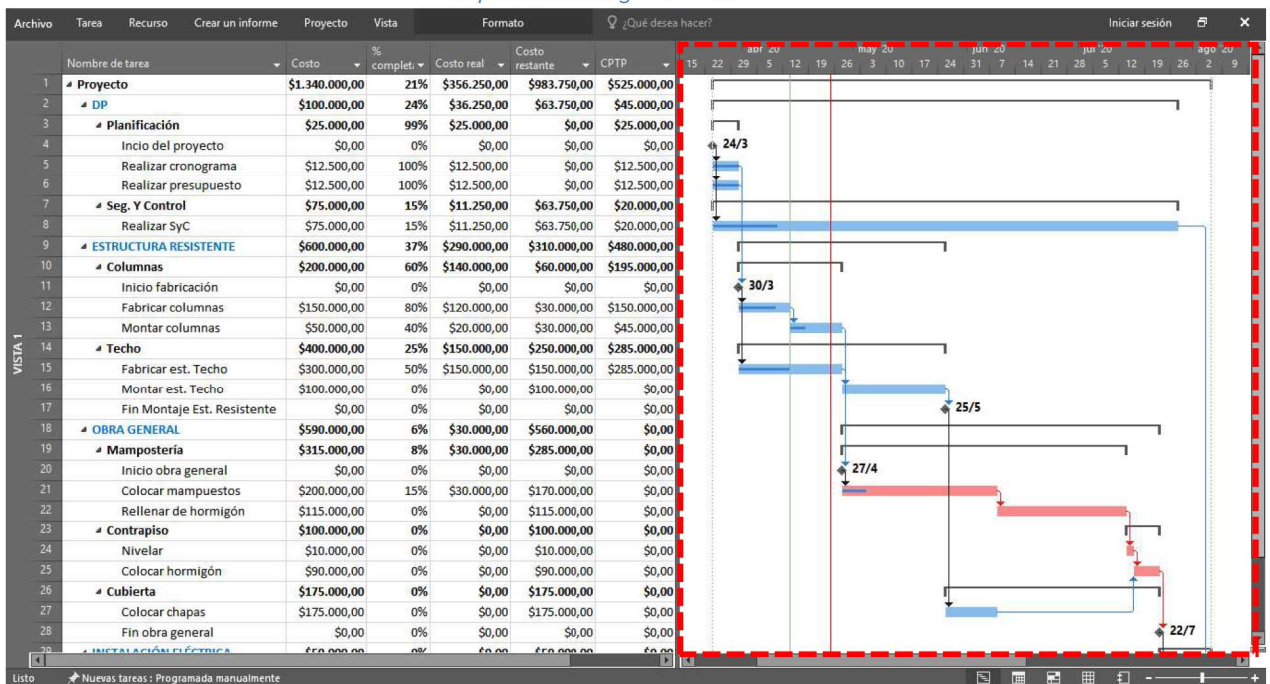 Archivo Tarea Recurso Crear un informe Proyecto Vista Formato ¿Qué desea hacer? Iniciar sesión
Nombre de tarea Costo % complet. Costo real Costo restante CPTP
abr '20 may '20 jun '20 jul '20 ago '20
15 22 29 5 12 19 26 3 10 17 24 31 7 14 21 28 5 12 19 26 2 9
1 Proyecto $1.340.000,00 21% $356.250,00 $983.750,00 $525.000,00
2 DP $100.000,00 24% $36.250,00 $63.750,00 $45.000,00
3 Planificación $25.000,00 99% $25.000,00 $0,00 $25.000,00
4 Incio del proyecto $0,00 0% $0,00 $0,00 $0,00 24/3
5 Realizar cronograma $12.500,00 100% $12.500,00 $0,00 $12.500,00
6 Realizar presupuesto $12.500,00 100% $12.500,00 $0,00 $12.500,00
7 Seg. Y Control $75.000,00 15% $11.250,00 $63.750,00 $20.000,00
8 Realizar SyC $75.000,00 15% $11.250,00 $63.750,00 $20.000,00
9 ESTRUCTURA RESISTENTE $600.000,00 37% $290.000,00 $310.000,00 $480.000,00
10 Columnas $200.000,00 60% $140.000,00 $60.000,00 $195.000,00
11 Inicio fabricación $0,00 0% $0,00 $0,00 $0,00 30/3
12 Fabricar columnas $150.000,00 80% $120.000,00 $30.000,00 $150.000,00
13 Montar columnas $50.000,00 40% $20.000,00 $30.000,00 $45.000,00
14 Techo $400.000,00 25% $150.000,00 $250.000,00 $285.000,00
15 Fabricar est. Techo $300.000,00 50% $150.000,00 $150.000,00 $285.000,00
16 Montar est. Techo $100.000,00 0% $0,00 $100.000,00 $0,00
17 Fin Montaje Est. Resistente $0,00 0% $0,00 $0,00 $0,00 25/5
18 OBRA GENERAL $590.000,00 6% $30.000,00 $560.000,00 $0,00
19 Mampostería $315.000,00 8% $30.000,00 $285.000,00 $0,00
20 Inicio obra general $0,00 0% $0,00 $0,00 $0,00 27/4
21 Colocar mampuestos $200.000,00 15% $30.000,00 $170.000,00 $0,00
22 Rellenar de hormigón $115.000,00 0% $0,00 $115.000,00 $0,00
23 Contrapiso $100.000,00 0% $0,00 $100.000,00 $0,00
24 Nivelar $10.000,00 0% $0,00 $10.000,00 $0,00
25 Colocar hormigón $90.000,00 0% $0,00 $90.000,00 $0,00
26 Cubierta $175.000,00 0% $0,00 $175.000,00 $0,00
27 Colocar chapas $175.000,00 0% $0,00 $175.000,00 $0,00
28 Fin obra general $0,00 0% $0,00 $0,00 $0,00 22/7
29 INSTALACIÓN ELÉCTRICA $50.000,00 0% $0,00 $50.000,00 $0,00
VISTA 1
Listo Nuevas tareas : Programada manualmente